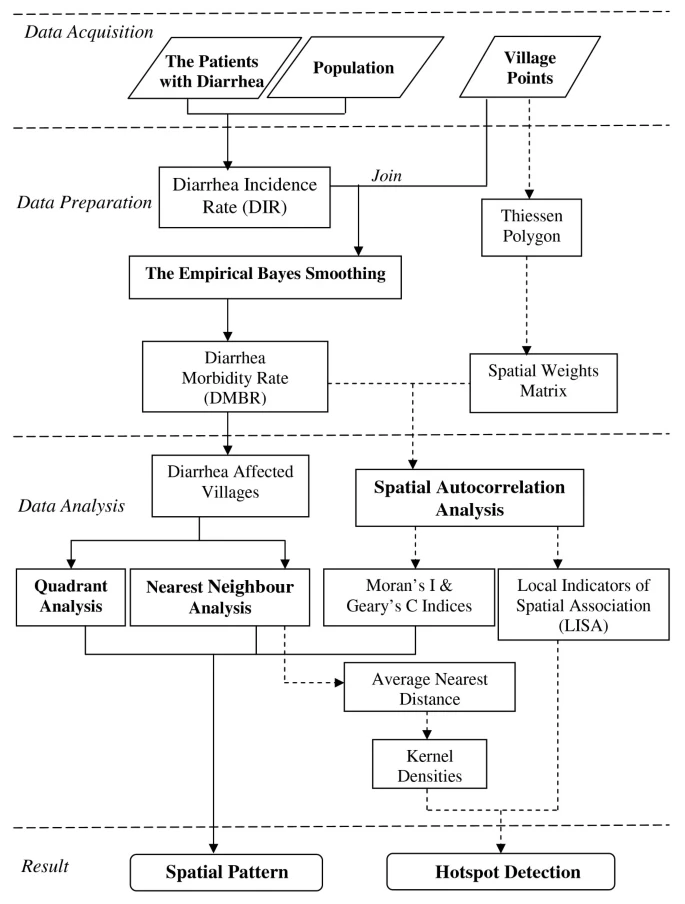 Data Acquisition
The Patients
with Diarrhea
Population
Village
Points
Data Preparation
Diarrhea Incidence
Rate (DIR)
Join
Thiessen
Polygon
The Empirical Bayes Smoothing
Diarrhea
Morbidity Rate
(DMBR)
Spatial Weights
Matrix
Data Analysis
Diarrhea Affected
Villages
Spatial Autocorrelation
Analysis
Quadrant
Analysis
Nearest Neighbour
Analysis
Moran's I &
Geary's C Indices
Local Indicators of
Spatial Association
(LISA)
Average Nearest
Distance
Kernel
Densities
Result
Spatial Pattern
Hotspot Detection